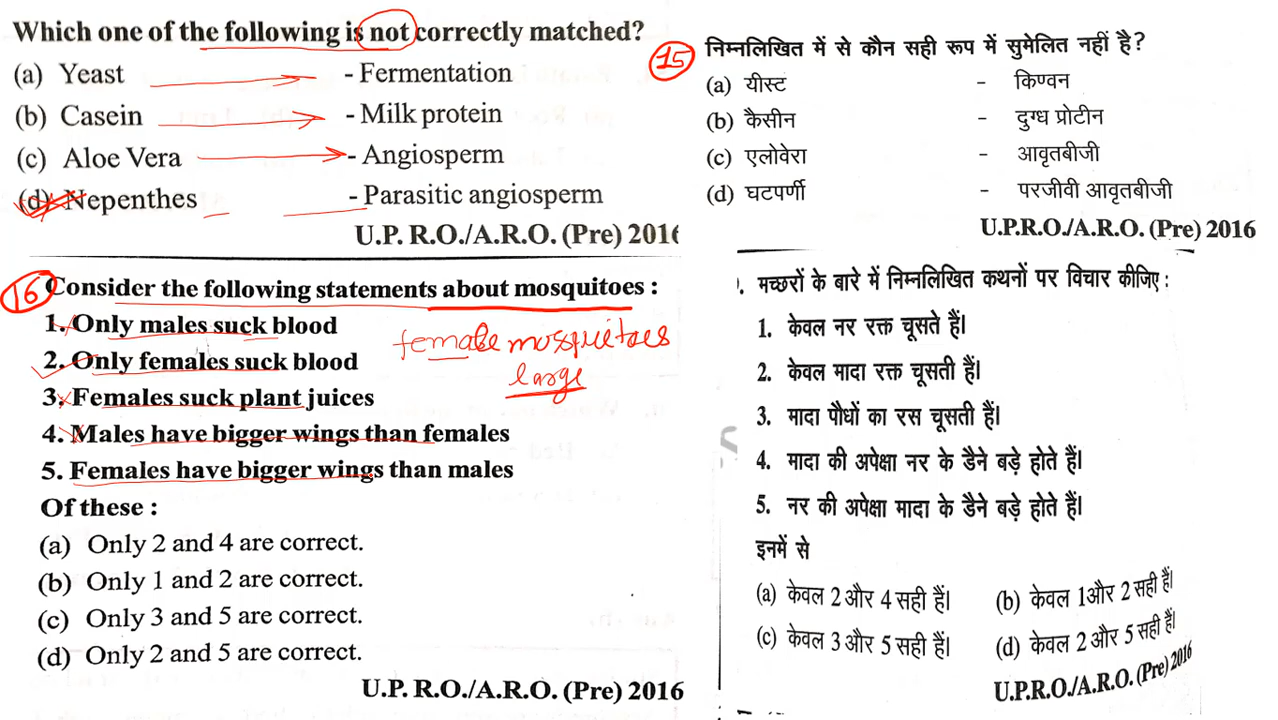 Which one of the following is not correctly matched?
(a) Yeast - Fermentation
(b) Casein - Milk protein
(c) Aloe Vera - Angiosperm
(d) Nepenthes - Parasitic angiosperm
U.P. R.O./A.R.O. (Pre) 2016
16 Consider the following statements about mosquitoes :
1. Only males suck blood
2. Only females suck blood
3. Females suck plant juices
4. Males have bigger wings than females
5. Females have bigger wings than males
female mosquitoes
large
Of these :
(a) Only 2 and 4 are correct.
(b) Only 1 and 2 are correct.
(c) Only 3 and 5 are correct.
(d) Only 2 and 5 are correct.
U.P. R.O./A.R.O. (Pre) 2016
15 निम्नलिखित में से कौन सही रूप में सुमेलित नहीं है?
(a) यीस्ट - किण्वन
(b) कैसीन - दुग्ध प्रोटीन
(c) एलोवेरा - आवृतबीजी
(d) घटपर्णी - परजीवी आवृतबीजी
U.P.R.O./A.R.O. (Pre) 2016
. मच्छरों के बारे में निम्नलिखित कथनों पर विचार कीजिए :
1. केवल नर रक्त चूसते हैं।
2. केवल मादा रक्त चूसती हैं।
3. मादा पौधों का रस चूसती हैं।
4. मादा की अपेक्षा नर के डैने बड़े होते हैं।
5. नर की अपेक्षा मादा के डैने बड़े होते हैं।
इनमें से
(a) केवल 2 और 4 सही हैं। (b) केवल 1और 2 सही हैं।
(c) केवल 3 और 5 सही हैं। (d) केवल 2 और 5 सही हैं।
U.P.R.O./A.R.O. (Pre) 2016